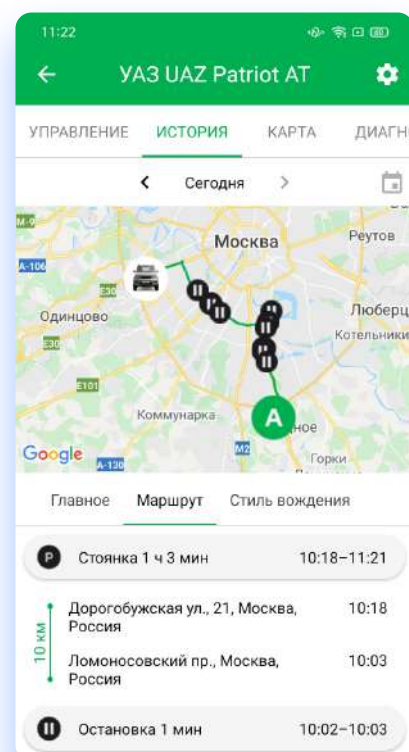 11:22
УАЗ UAZ Patriot AT
УПРАВЛЕНИЕ ИСТОРИЯ КАРТА ДИАГН
Сегодня
М-9
Москва
Реутов
А-106
E30
Одинцово
Люберц
Котельники
E30
E101
Коммунарка
A
ное
М2
Горки
Google
А-130
Главное Маршрут Стиль вождения
P Стоянка 1 ч 3 мин 10:18–11:21
Дорогобужская ул., 21, Москва, 10:18
Россия
10 км
Ломоносовский пр., Москва, 10:03
Россия
Остановка 1 мин 10:02–10:03